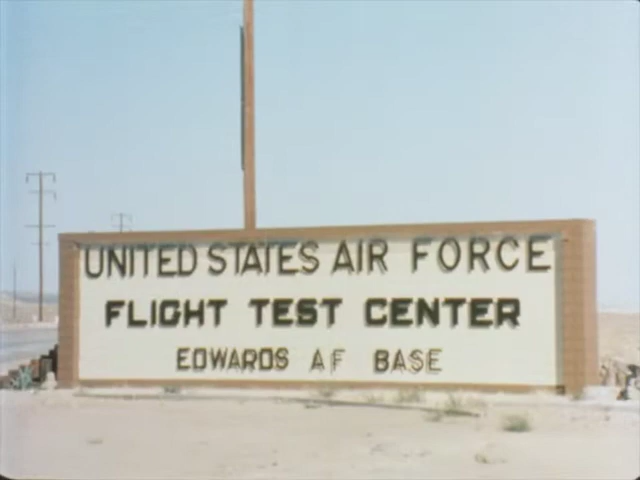 UNITED STATES AIR FORCE
FLIGHT TEST CENTER
EDWARDS AF BASE